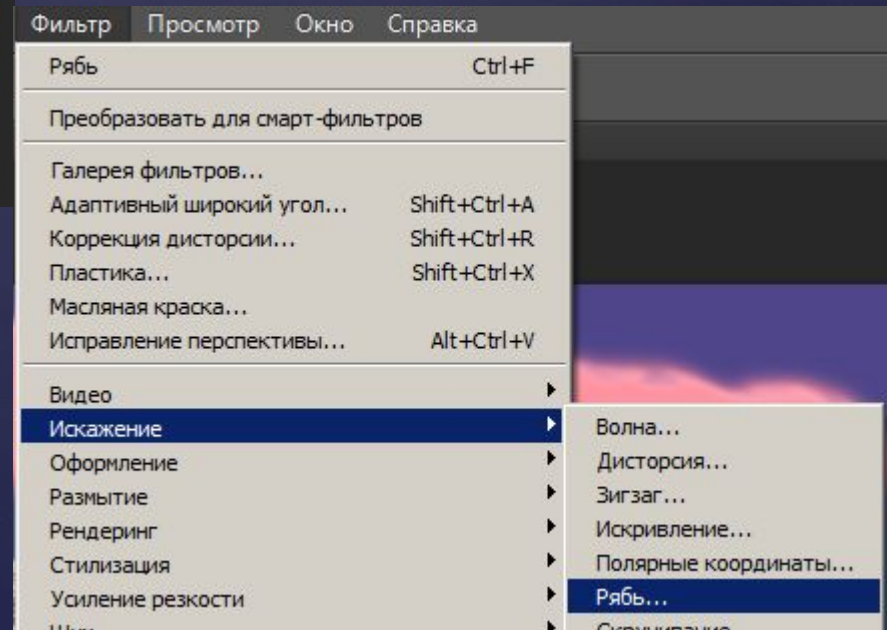 Фильтр Просмотр Окно Справка
Рябь Ctrl+F
Преобразовать для смарт-фильтров
Галерея фильтров...
Адаптивный широкий угол... Shift+Ctrl+A
Коррекция дисторсии... Shift+Ctrl+R
Пластика... Shift+Ctrl+X
Масляная краска...
Исправление перспективы... Alt+Ctrl+V
Видео
Искажение
Оформление
Размытие
Рендеринг
Стилизация
Усиление резкости
Волна...
Дисторсия...
Зигзаг...
Искривление...
Полярные координаты...
Рябь...